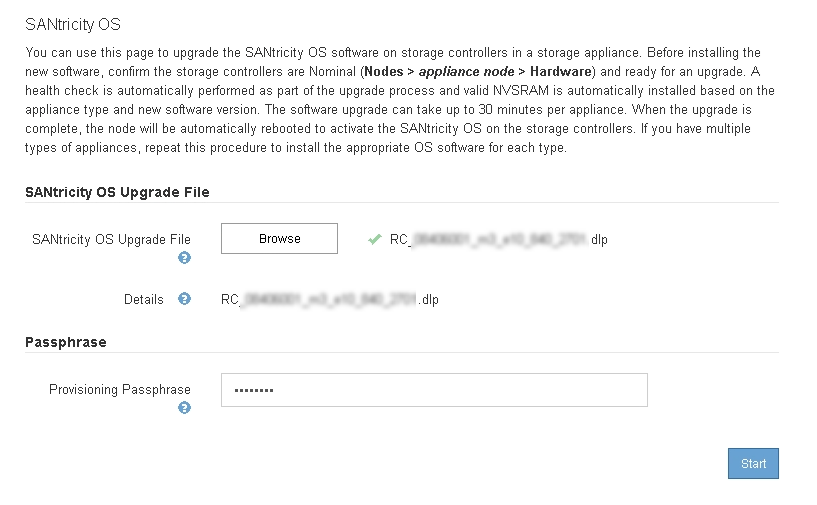 SANtricity OS
You can use this page to upgrade the SANtricity OS software on storage controllers in a storage appliance. Before installing the
new software, confirm the storage controllers are Nominal (Nodes > appliance node > Hardware) and ready for an upgrade. A
health check is automatically performed as part of the upgrade process and valid NVSRAM is automatically installed based on the
appliance type and new software version. The software upgrade can take up to 30 minutes per appliance. When the upgrade is
complete, the node will be automatically rebooted to activate the SANtricity OS on the storage controllers. If you have multiple
types of appliances, repeat this procedure to install the appropriate OS software for each type.
SANtricity OS Upgrade File
SANtricity OS Upgrade File Browse RC_ .dlp
Details RC_ .dlp
Passphrase
Provisioning Passphrase ••••••••
Start